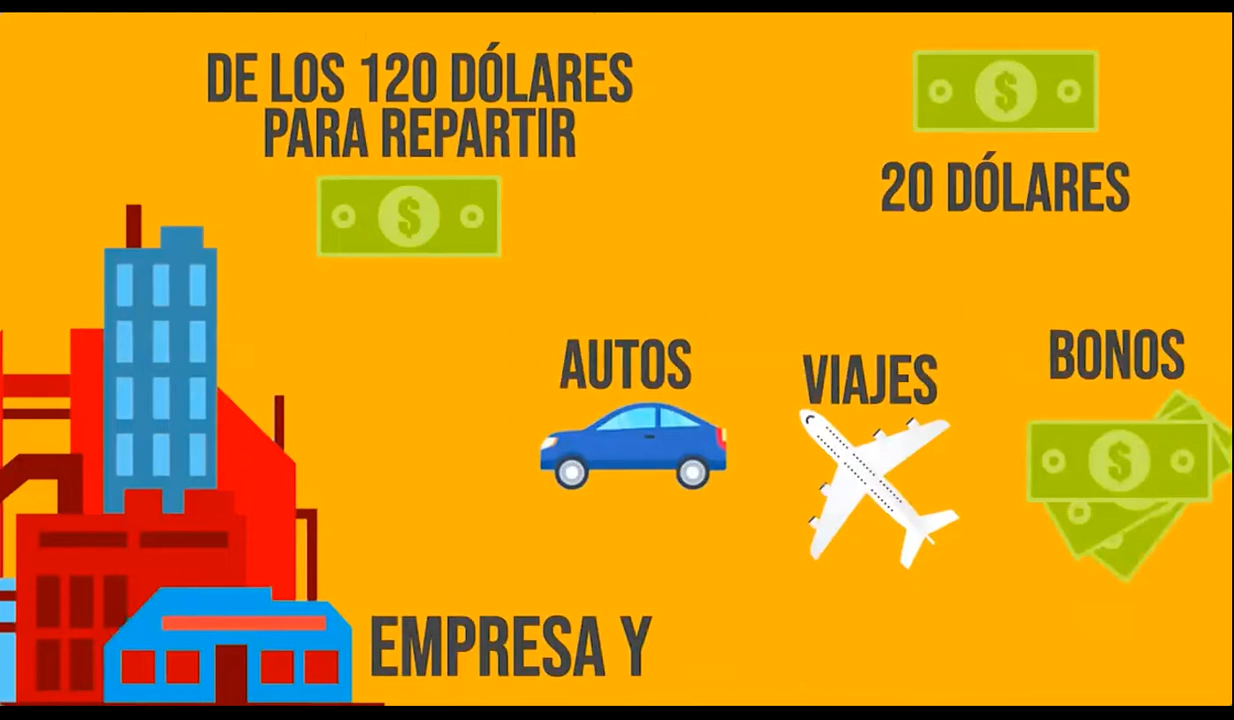 DE LOS 120 DÓLARES
PARA REPARTIR
20 DÓLARES
AUTOS
VIAJES
BONOS
EMPRESA Y